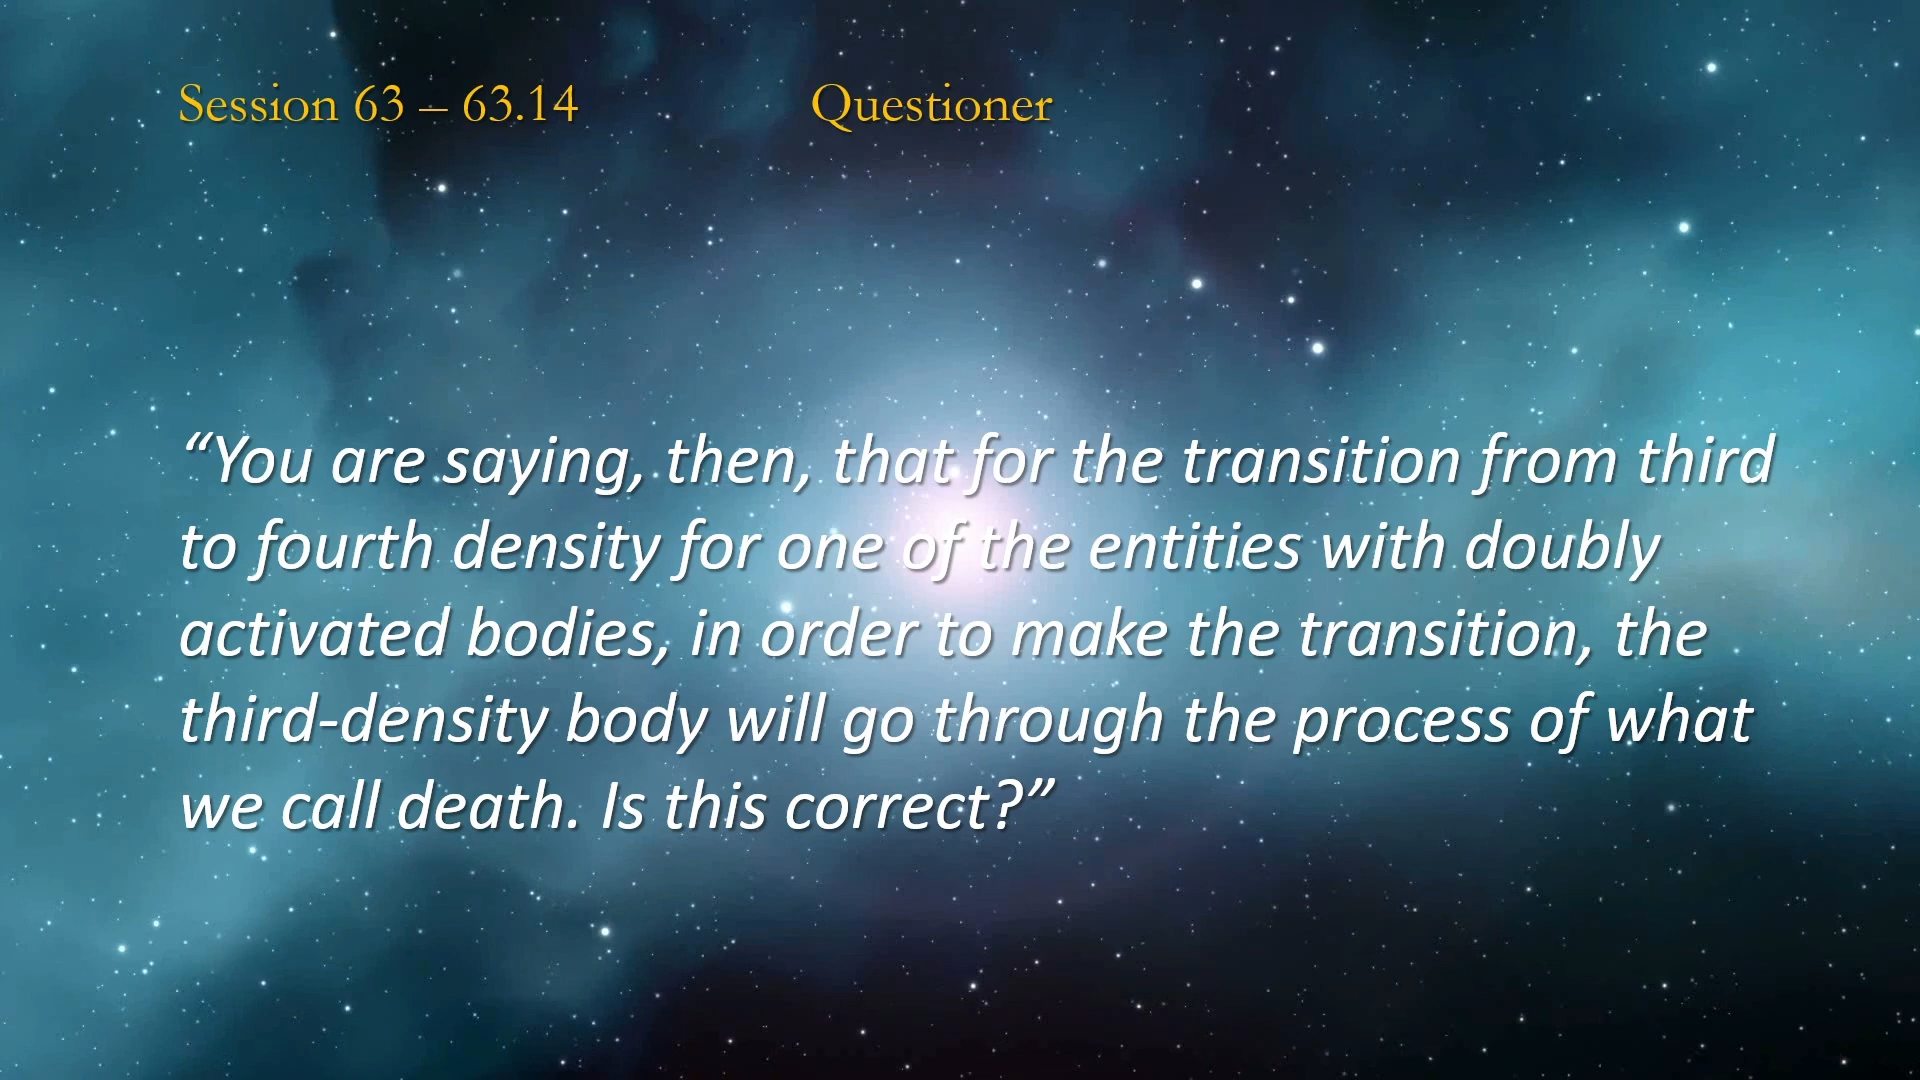 Session 63 – 63.14 Questioner
“You are saying, then, that for the transition from third
to fourth density for one of the entities with doubly
activated bodies, in order to make the transition, the
third-density body will go through the process of what
we call death. Is this correct?”